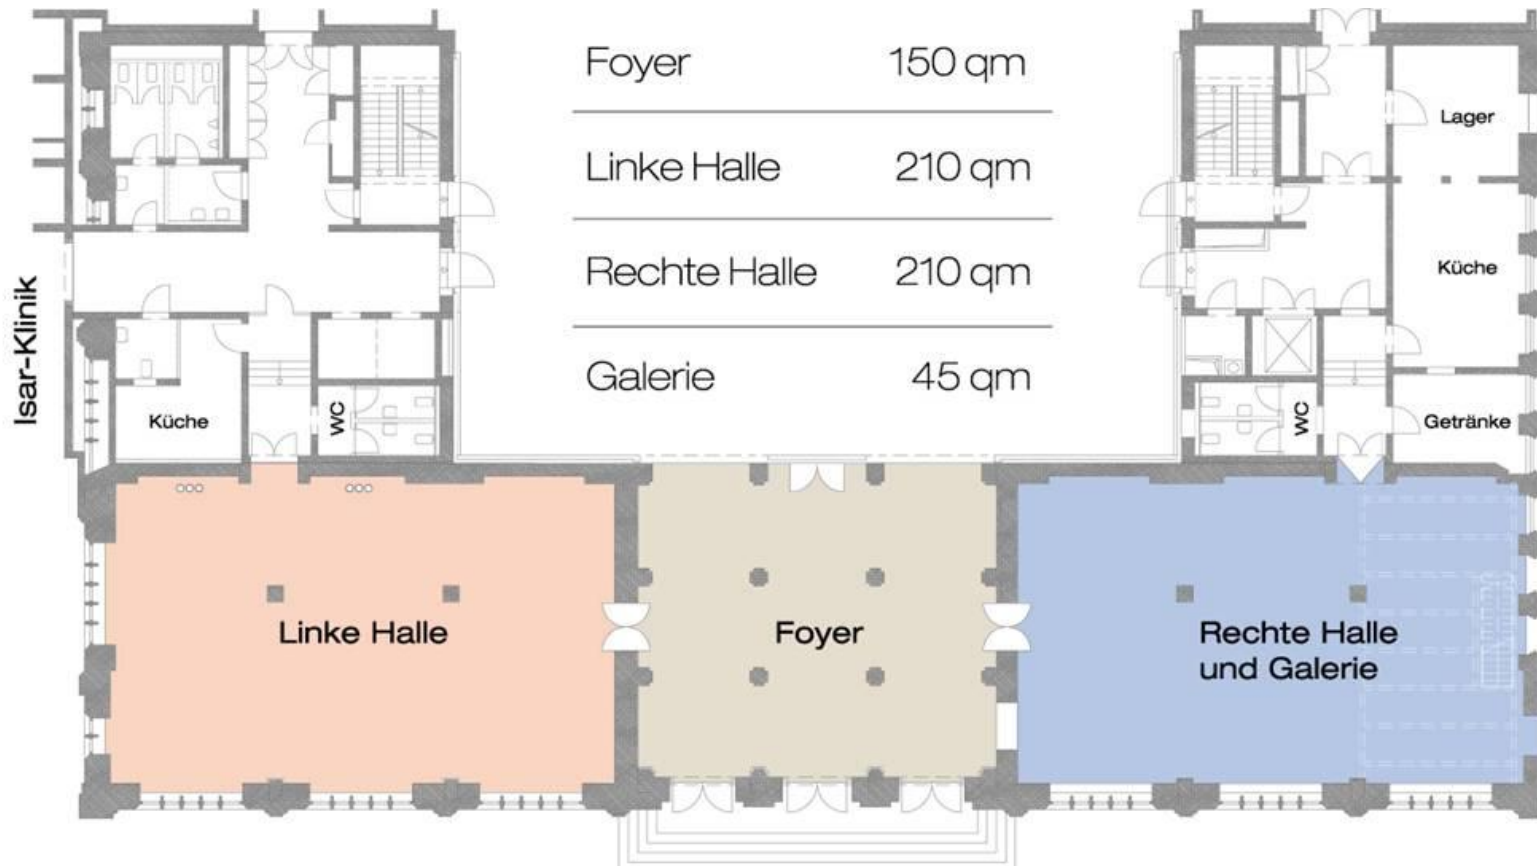 Foyer 150 qm
Linke Halle 210 qm
Rechte Halle 210 qm
Galerie 45 qm
Isar-Klinik
Küche
WC
Lager
Küche
WC
Getränke
Linke Halle
Foyer
Rechte Halle
und Galerie